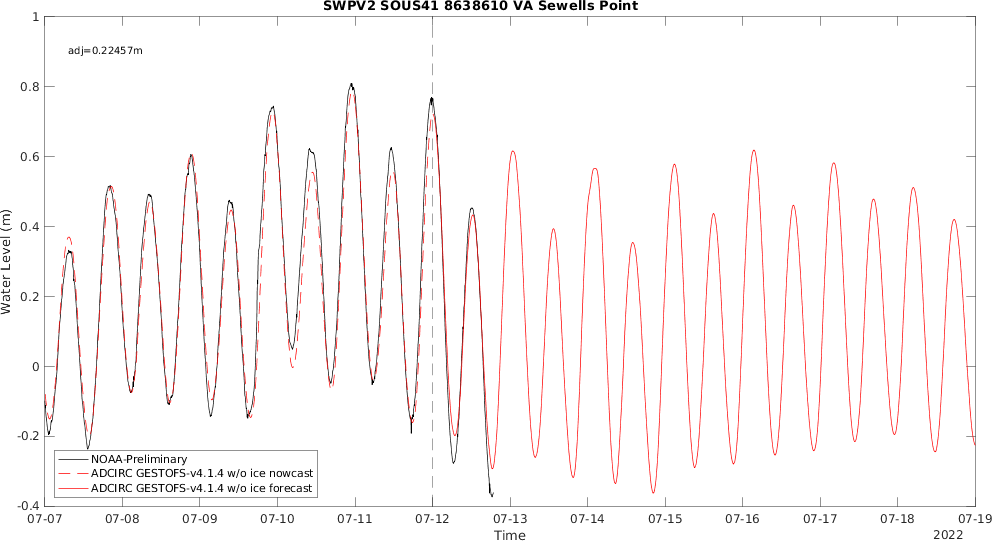 SWPV2 SOUS41 8638610 VA Sewells Point
adj=0.22457m
1
0.8
0.6
0.4
0.2
0
-0.2
-0.4
Water Level (m)
NOAA-Preliminary
ADCIRC GESTOFS-v4.1.4 w/o ice nowcast
ADCIRC GESTOFS-v4.1.4 w/o ice forecast
07-07 07-08 07-09 07-10 07-11 07-12 07-13 07-14 07-15 07-16 07-17 07-18 07-19
Time
2022